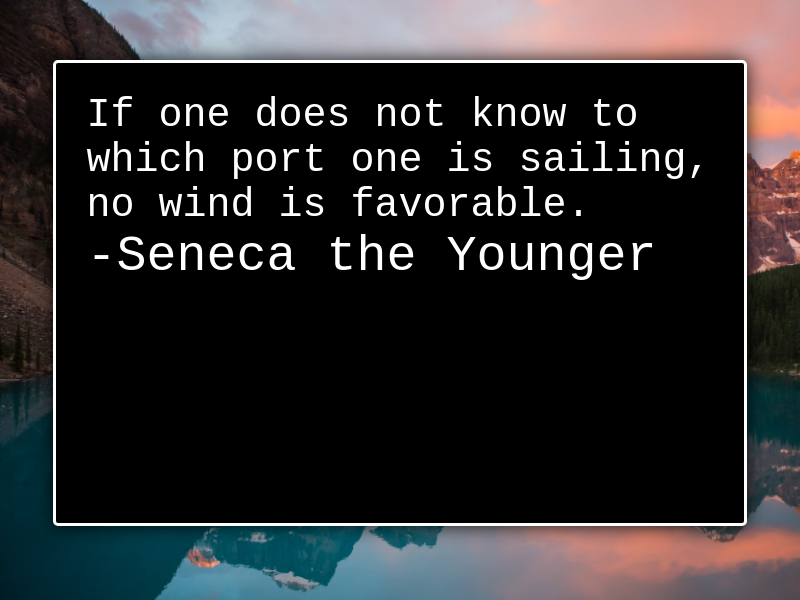 If one does not know to
which port one is sailing,
no wind is favorable.
-Seneca the Younger